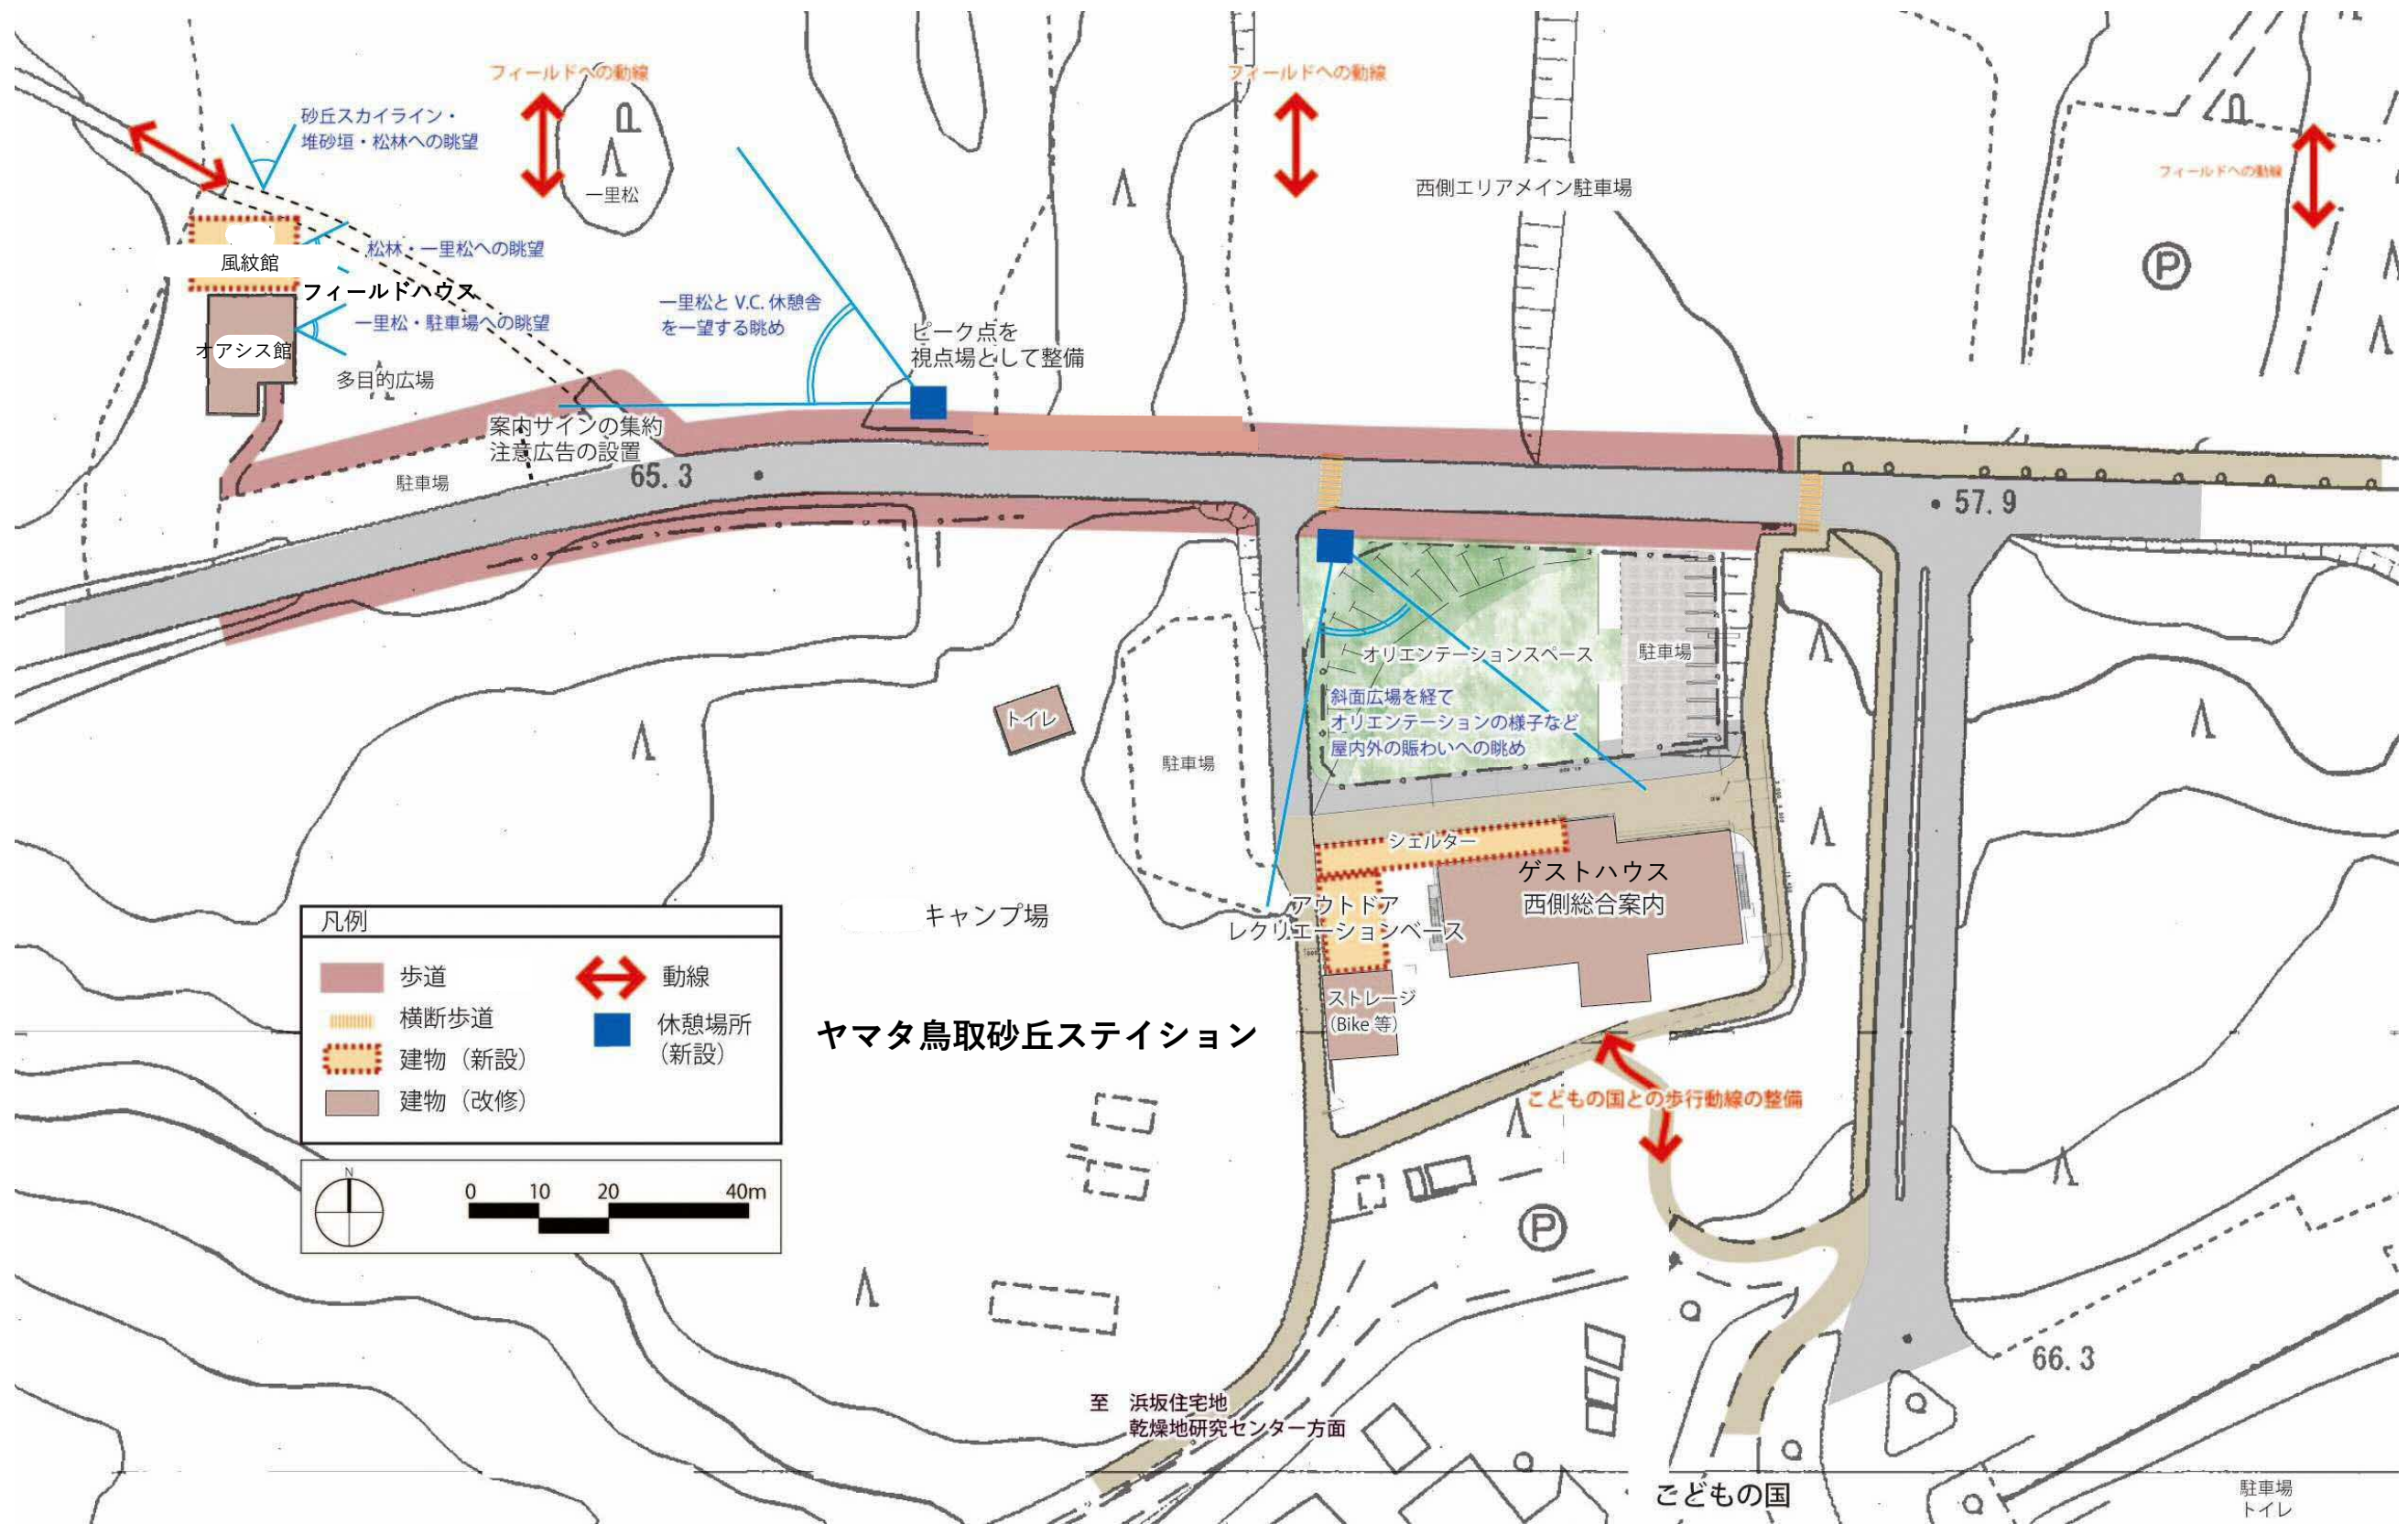 フィールドへの動線
フィールドへの動線
砂丘スカイライン・
堆砂垣・松林への眺望
一里松
西側エリアメイン駐車場
フィールドへの動線
松林・一里松への眺望
風紋館
フィールドハウス
一里松・駐車場への眺望
オアシス館
多目的広場
一里松と V.C. 休憩舎
を一望する眺め
ピーク点を
視点場として整備
P
案内サインの集約
注意広告の設置
駐車場
65.3
57.9
オリエンテーションスペース
駐車場
斜面広場を経て
オリエンテーションの様子など
屋内外の賑わいへの眺め
トイレ
駐車場
シェルター
ゲストハウス
西側総合案内
アウトドア
レクリエーションベース
キャンプ場
ストレージ
(Bike 等)
ヤマタ鳥取砂丘ステイション
こどもの国との歩行動線の整備
凡例
歩道
動線
横断歩道
休憩場所
（新設）
建物（新設）
建物（改修）
N
0 10 20 40m
P
66.3
至 浜坂住宅地
乾燥地研究センター方面
こどもの国
駐車場
トイレ